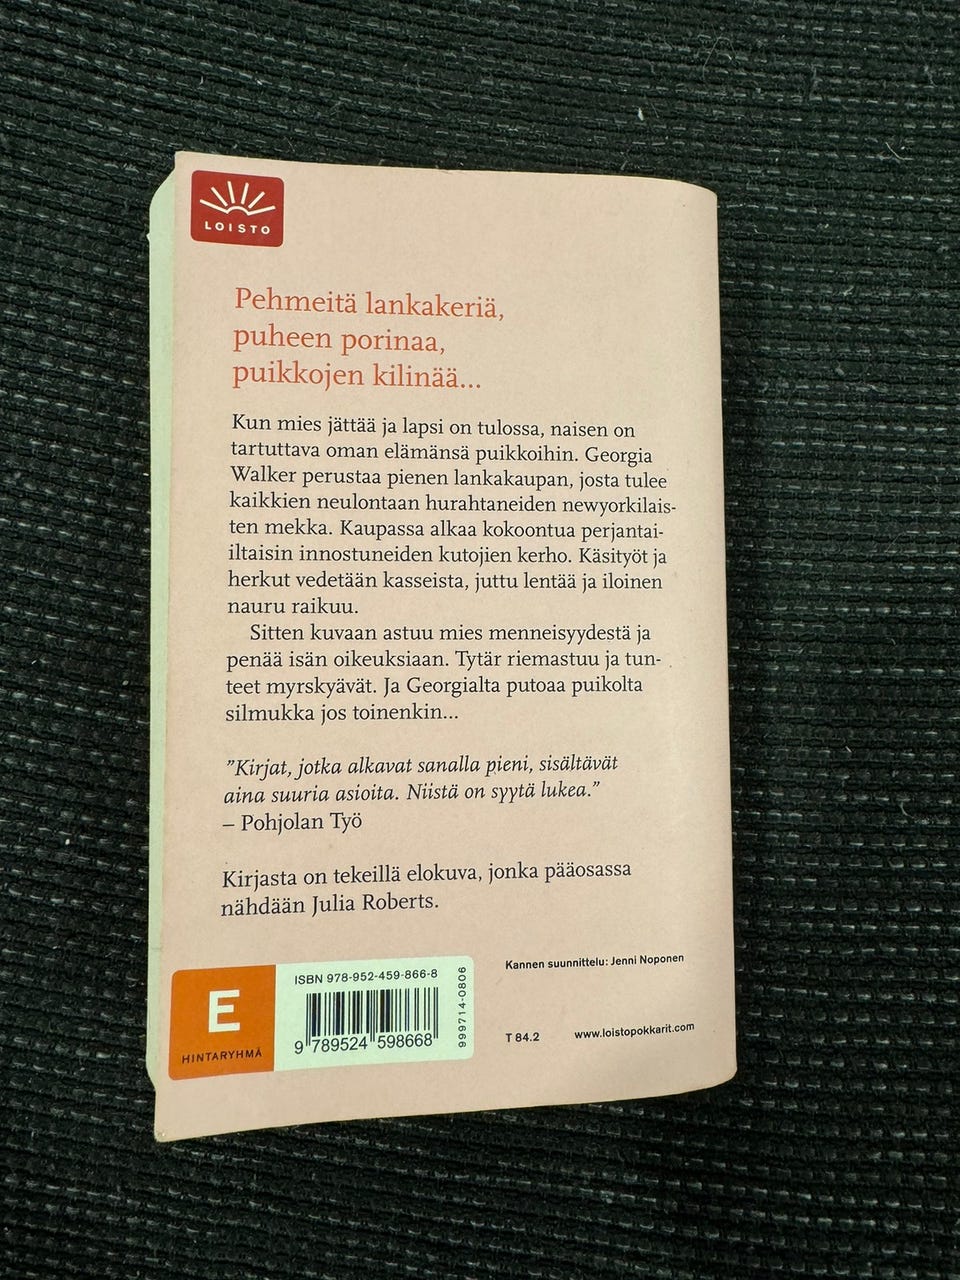 LOISTO
Pehmeitä lankakeriä,
puheen porinaa,
puikkojen kilinää...
Kun mies jättää ja lapsi on tulossa, naisen on
tartuttava oman elämänsä puikkoihin. Georgia
Walker perustaa pienen lankakaupan, josta tulee
kaikkien neulontaan hurahtaneiden newyorkilais-
ten mekka. Kaupassa alkaa kokoontua perjantai-
iltaisin innostuneiden kutojien kerho. Käsityöt ja
herkut vedetään kasseista, juttu lentää ja iloinen
nauru raikuu.
Sitten kuvaan astuu mies menneisyydestä ja
penää isän oikeuksiaan. Tytär riemastuu ja tun-
teet myrskyävät. Ja Georgialta putoaa puikolta
silmukka jos toinenkin...
”Kirjat, jotka alkavat sanalla pieni, sisältävät
aina suuria asioita. Niistä on syytä lukea.”
– Pohjolan Työ
Kirjasta on tekeillä elokuva, jonka pääosassa
nähdään Julia Roberts.
E
HINTARYHMÄ
ISBN 978-952-459-866-8
9 789524 598668
999714-0806
Kannen suunnittelu: Jenni Noponen
T 84.2 www.loistopokkarit.com